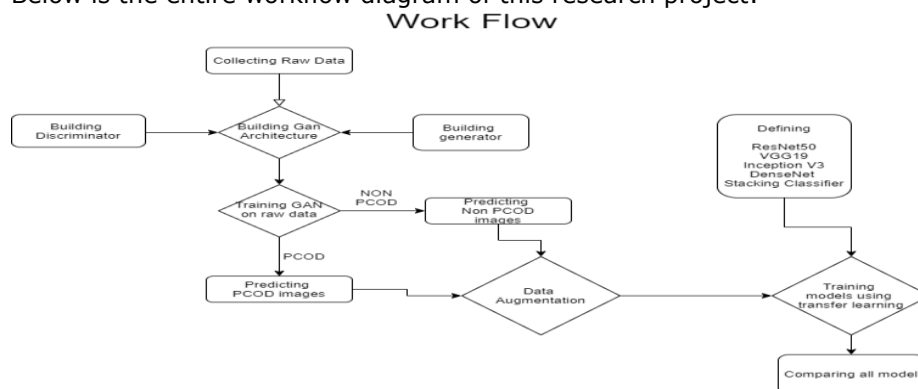 Below is the entire workflow diagram of this research project.
Work Flow
Collecting Raw Data
Building
Discriminator
Building Gan
Architecture
Building
generator
Defining
ResNet50
VGG19
Inception V3
DenseNet
Stacking Classifier
Training GAN
on raw data
NON
PCOD
Predicting
Non PCOD
images
PCOD
Predicting
PCOD images
Data
Augmentation
Training
models using
transfer learning
Comparing all model